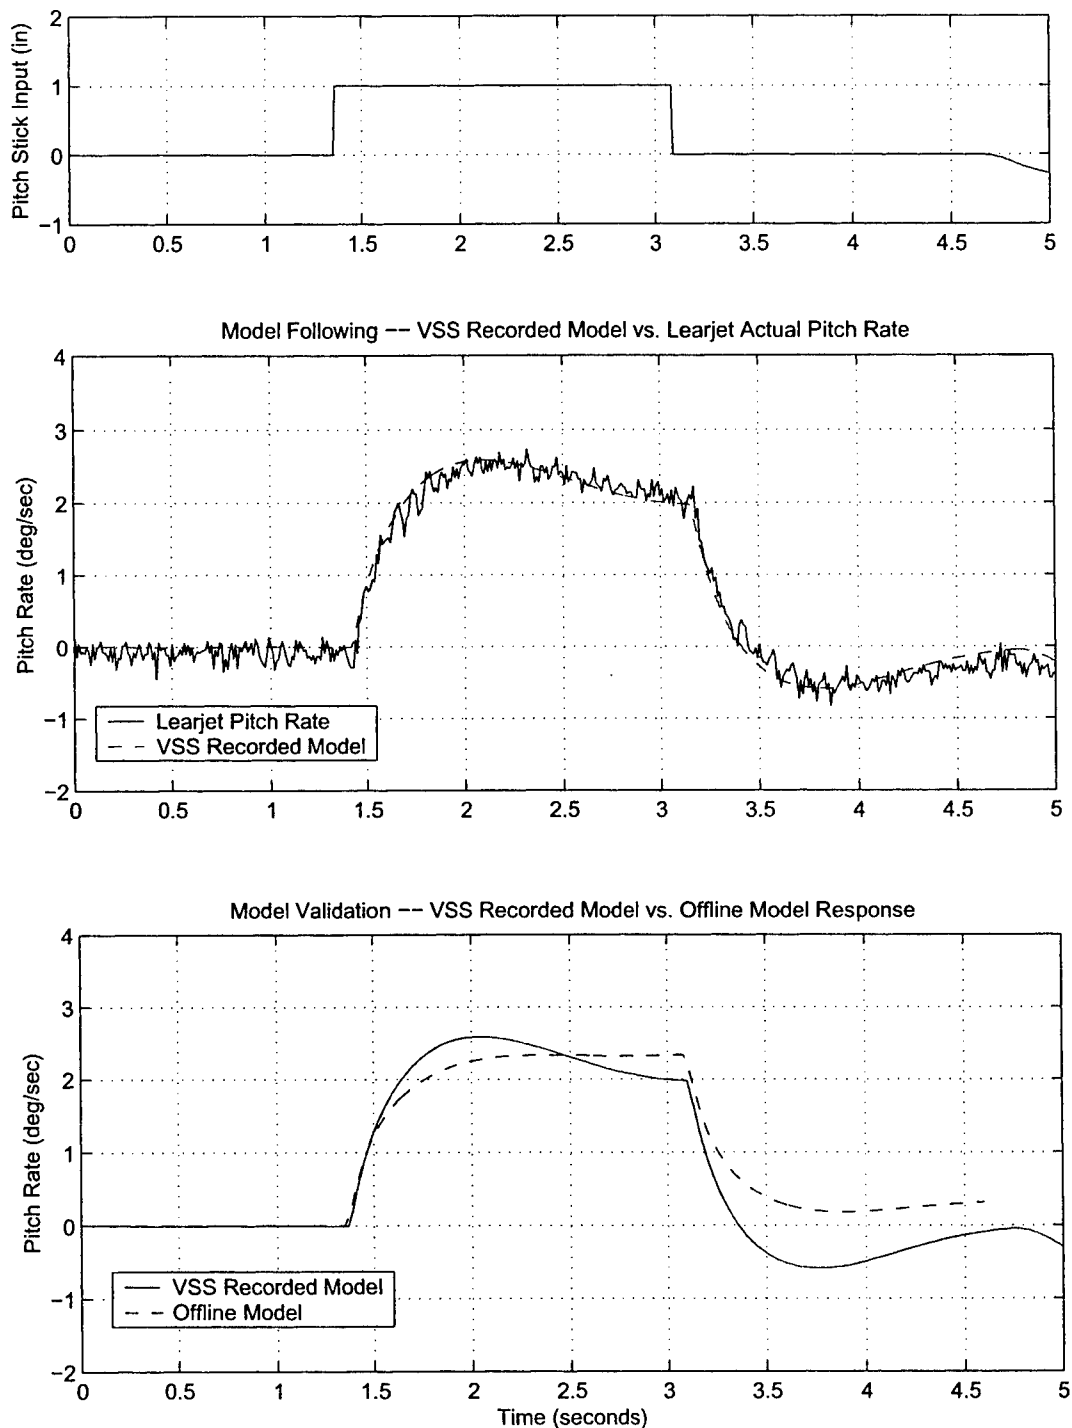 2
1
0
−1
Pitch Stick Input (in)
0 0.5 1 1.5 2 2.5 3 3.5 4 4.5 5
Model Following −− VSS Recorded Model vs. Learjet Actual Pitch Rate
4
3
2
1
0
−1
−2
Pitch Rate (deg/sec)
Learjet Pitch Rate
VSS Recorded Model
0 0.5 1 1.5 2 2.5 3 3.5 4 4.5 5
Model Validation −− VSS Recorded Model vs. Offline Model Response
4
3
2
1
0
−1
−2
Pitch Rate (deg/sec)
VSS Recorded Model
Offline Model
0 0.5 1 1.5 2 2.5 3 3.5 4 4.5 5
Time (seconds)